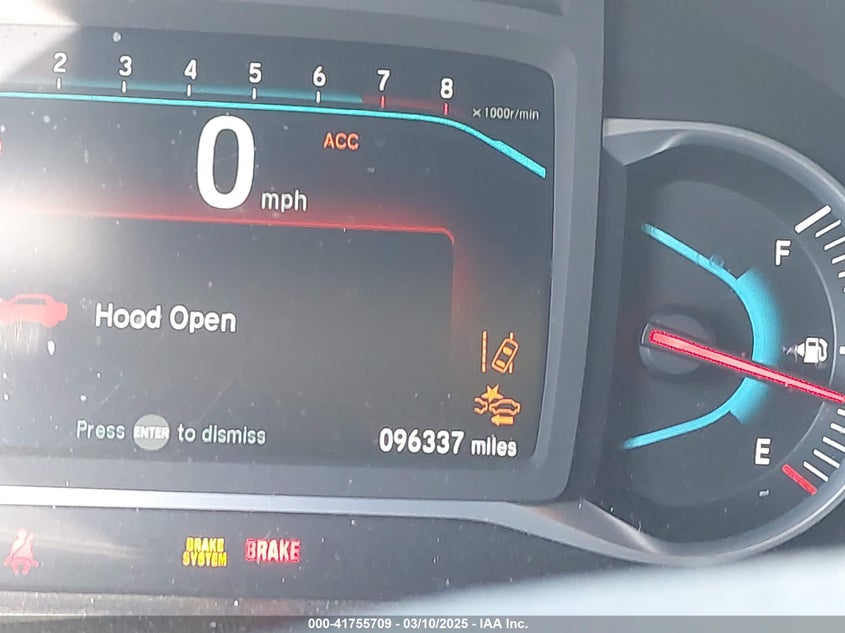 2 3 4 5 6 7 8
x1000r/min
0 mph
ACC
Hood Open
Press ENTER to dismiss
096337 miles
F
E
BRAKE
SYSTEM
BRAKE
000-41755709 - 03/10/2025 - IAA Inc.